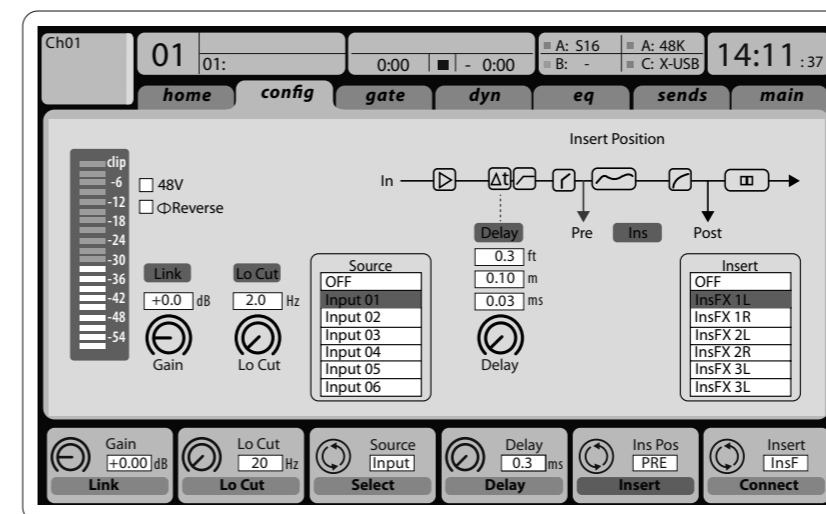 Ch01
01
01:
0:00 - 0:00
A: S16
B: -
A: 48K
C: X-USB
14:11 :37
home config gate dyn eq sends main
Insert Position
clip
-6
-12
-18
-24
-30
-36
-42
-48
-54
48V
ΦReverse
In
Δt
Pre Ins Post
Link
+0.0 dB
Gain
Lo Cut
2.0 Hz
Lo Cut
Source
OFF
Input 01
Input 02
Input 03
Input 04
Input 05
Input 06
Delay
0.3 ft
0.10 m
0.03 ms
Delay
Insert
OFF
InsFX 1L
InsFX 1R
InsFX 2L
InsFX 2R
InsFX 3L
InsFX 3L
Gain
+0.00 dB
Link
Lo Cut
20 Hz
Lo Cut
Source
Input
Select
Delay
0.3 ms
Delay
Ins Pos
PRE
Insert
Insert
InsF
Connect